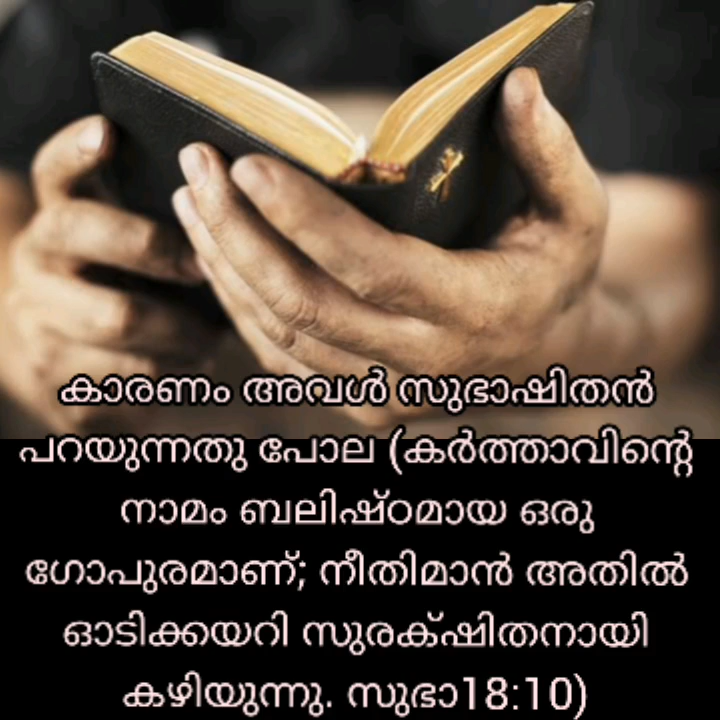 കാരണം അവൾ സുഭാഷിതൻ
പറയുന്നതു പോല (കർത്താവിന്റെ
നാമം ബലിഷ്ഠമായ ഒരു
ഗോപുരമാണ്; നീതിമാൻ അതിൽ
ഓടിക്കയറി സുരക്ഷിതനായി
കഴിയുന്നു. സുഭാ18:10)